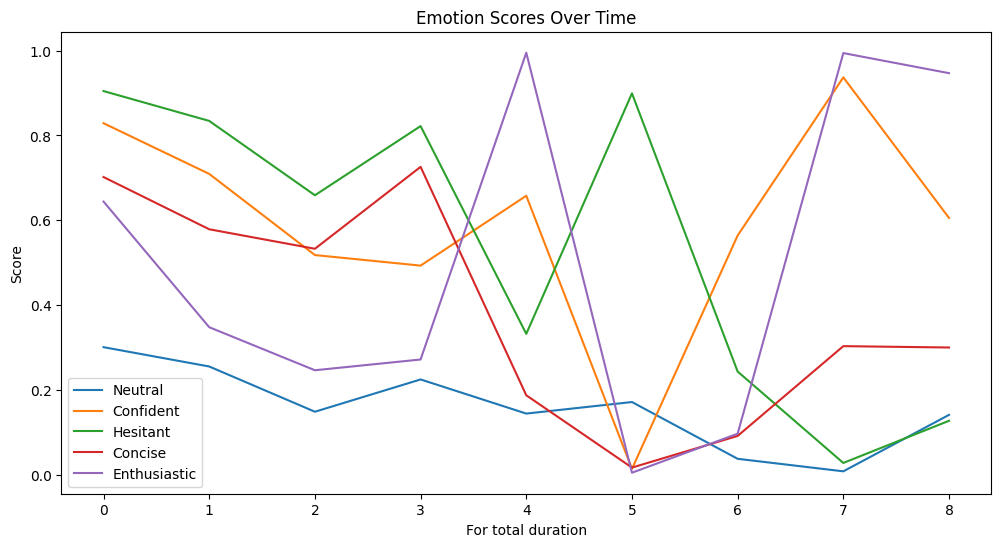 Emotion Scores Over Time
1.0
0.8
0.6
0.4
0.2
0.0
Score
Neutral
Confident
Hesitant
Concise
Enthusiastic
0 1 2 3 4 5 6 7 8
For total duration